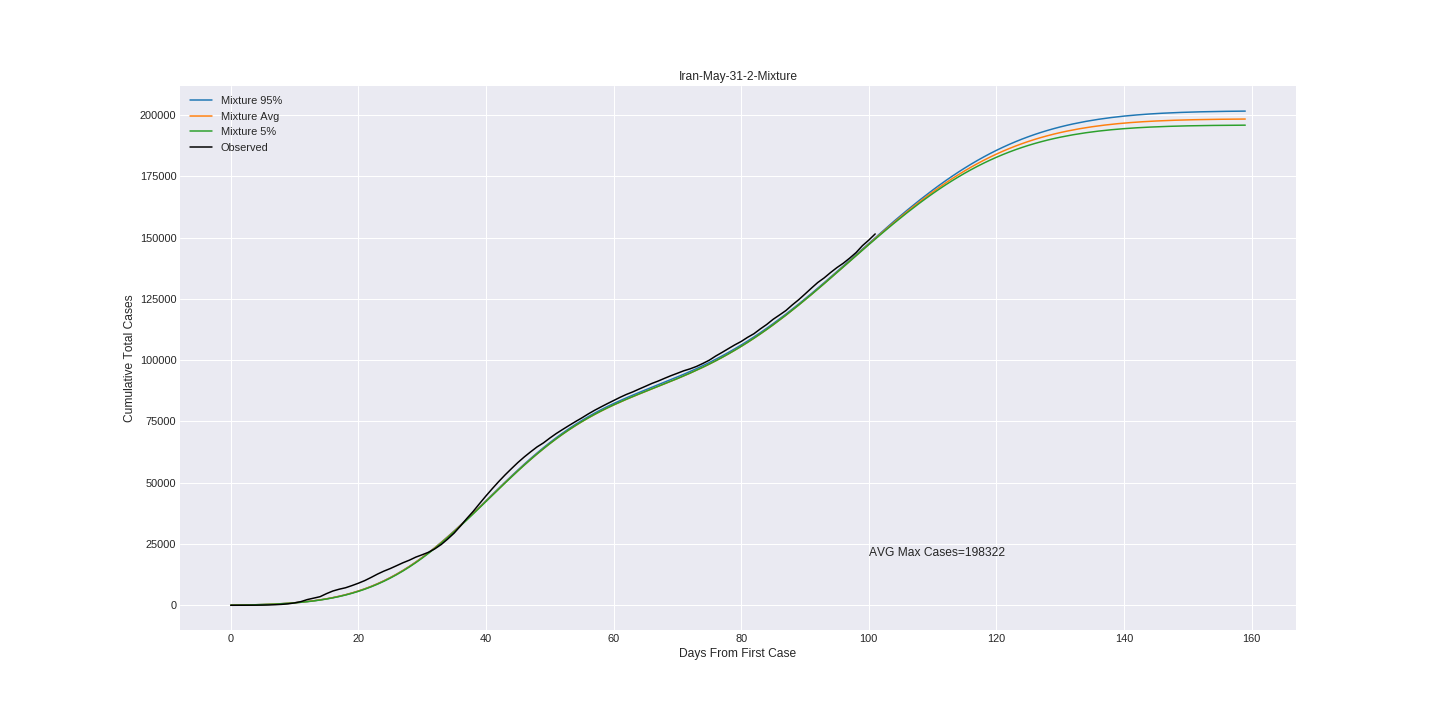 Iran-May-31-2-Mixture
Mixture 95%
Mixture Avg
Mixture 5%
Observed
200000
175000
150000
125000
100000
75000
50000
25000
0
Cumulative Total Cases
AVG Max Cases=198322
0 20 40 60 80 100 120 140 160
Days From First Case